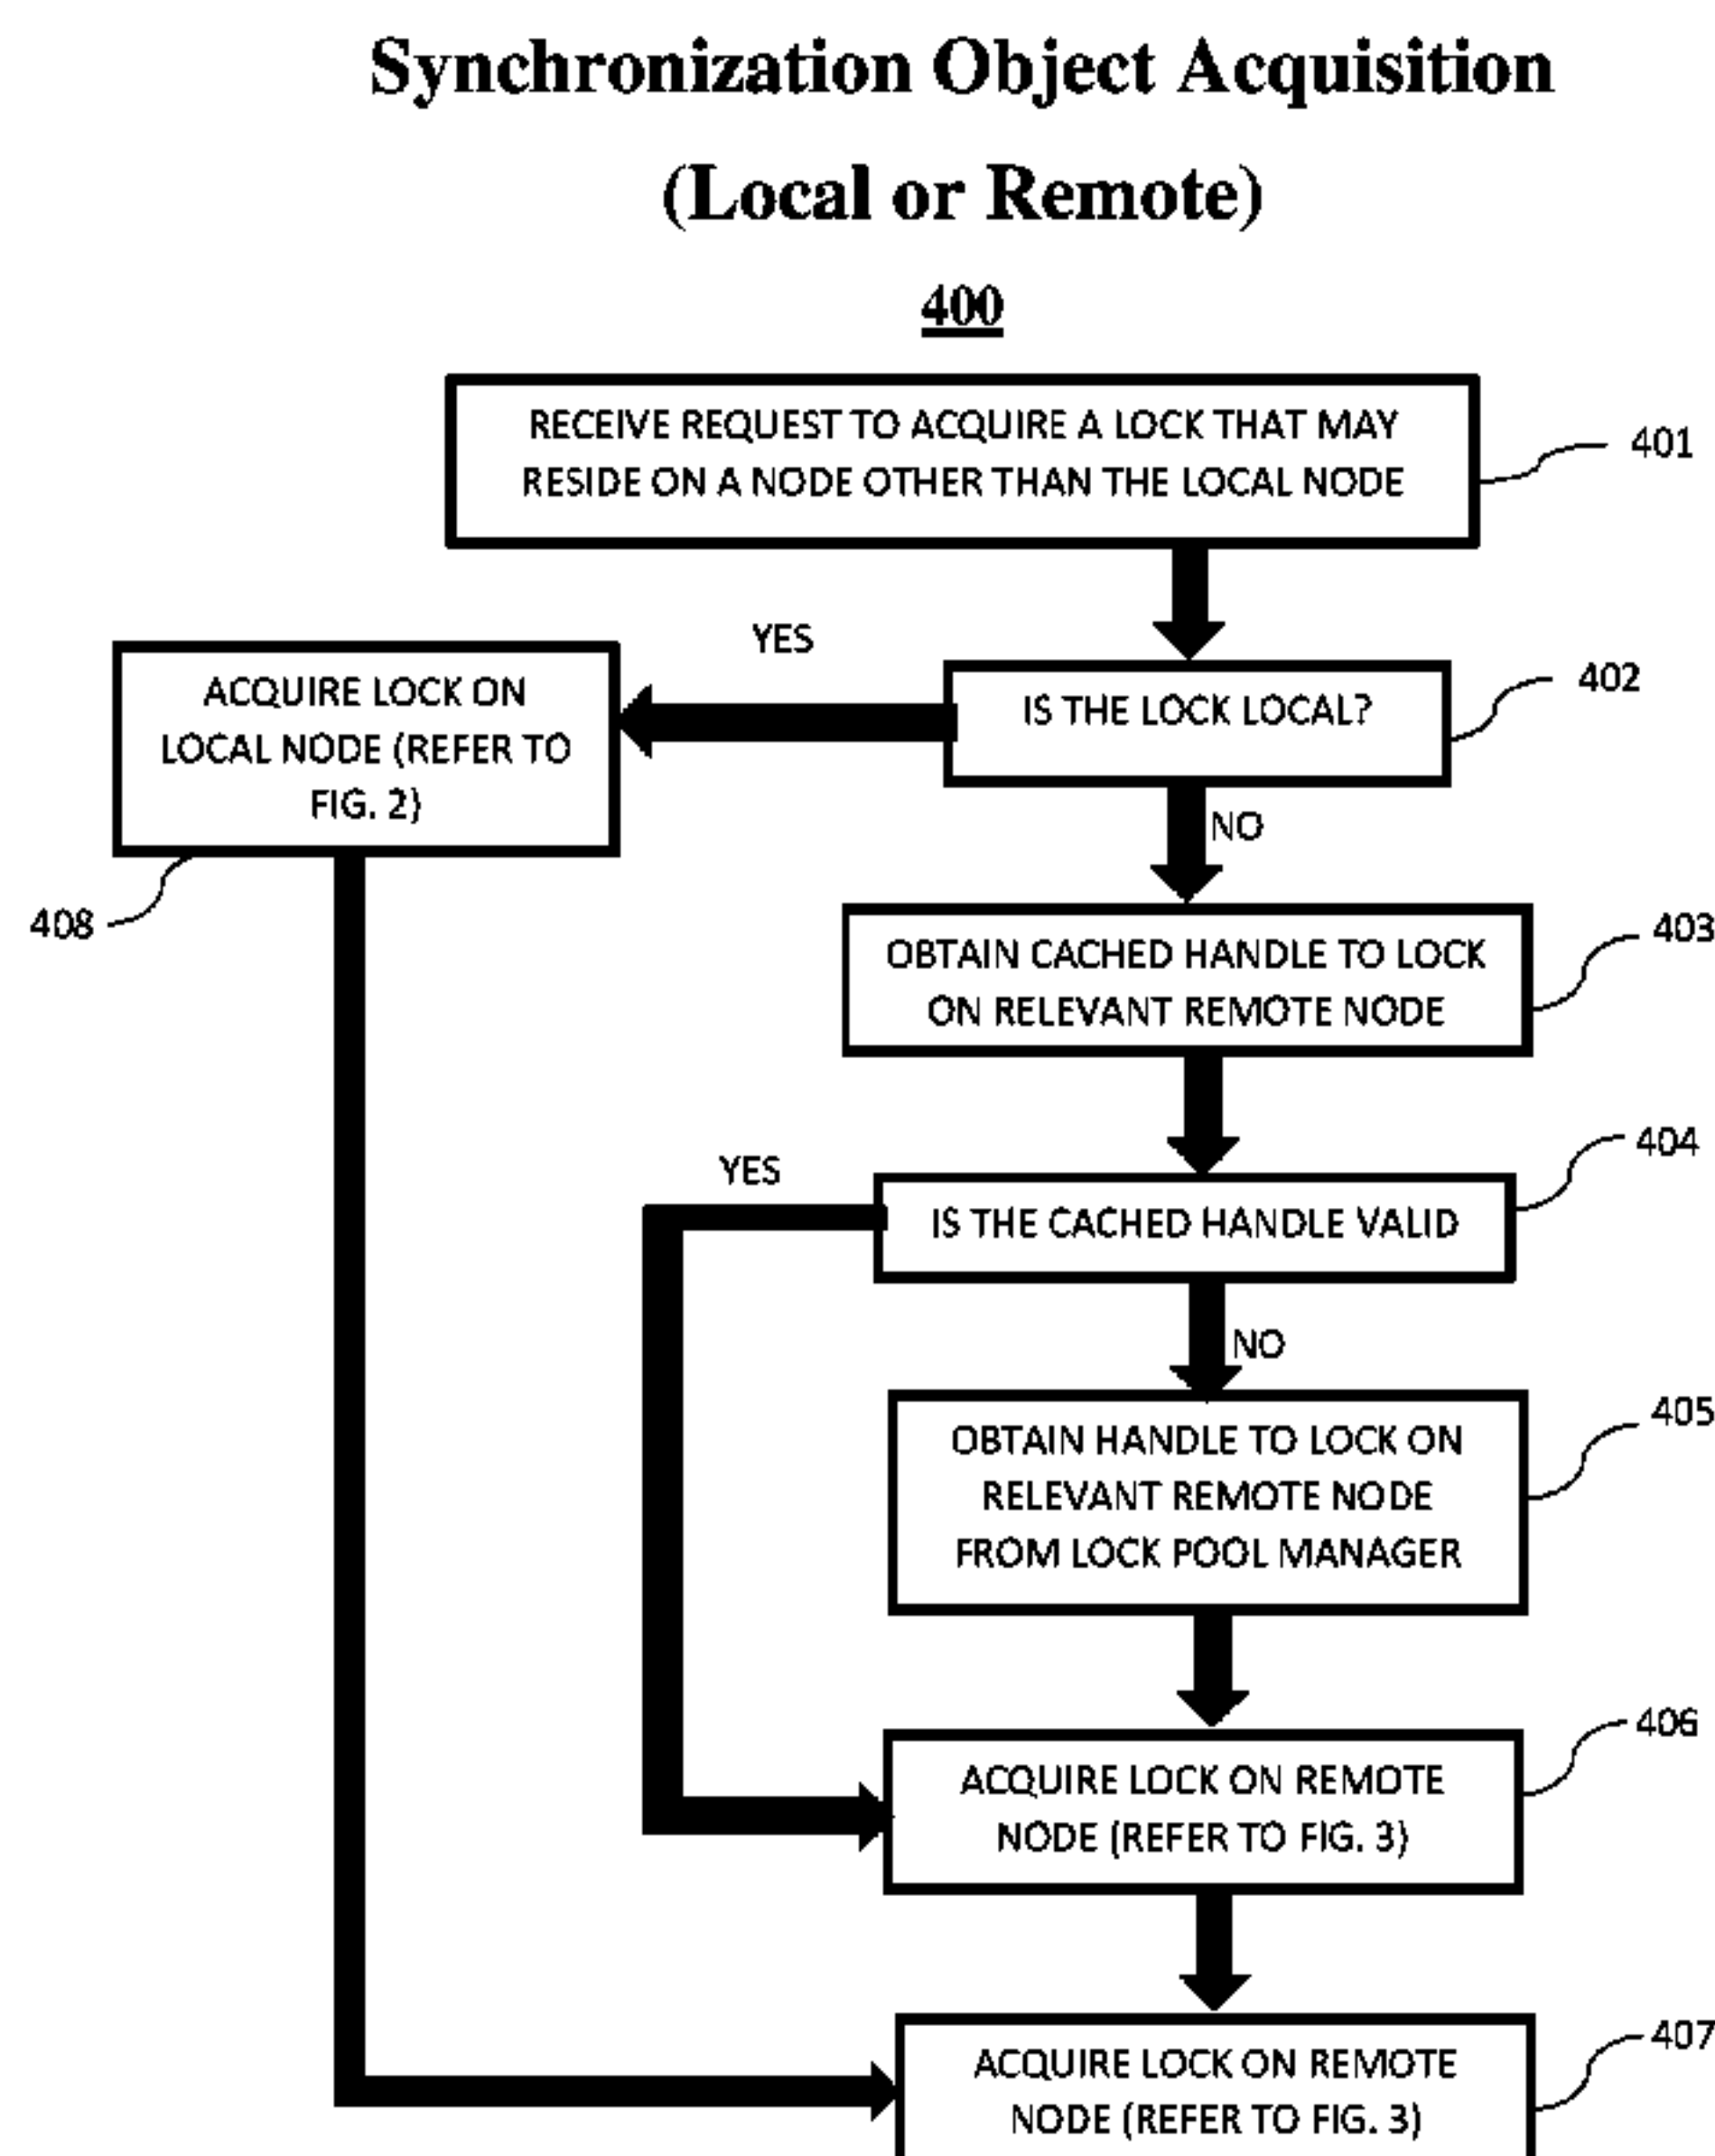 Synchronization Object Acquisition
(Local or Remote)
400
RECEIVE REQUEST TO ACQUIRE A LOCK THAT MAY
RESIDE ON A NODE OTHER THAN THE LOCAL NODE
401
YES
ACQUIRE LOCK ON
LOCAL NODE (REFER TO
FIG. 2)
IS THE LOCK LOCAL?
402
NO
408
OBTAIN CACHED HANDLE TO LOCK
ON RELEVANT REMOTE NODE
403
YES
IS THE CACHED HANDLE VALID
404
NO
OBTAIN HANDLE TO LOCK ON
RELEVANT REMOTE NODE
FROM LOCK POOL MANAGER
405
ACQUIRE LOCK ON REMOTE
NODE (REFER TO FIG. 3)
406
ACQUIRE LOCK ON REMOTE
NODE (REFER TO FIG. 3)
407